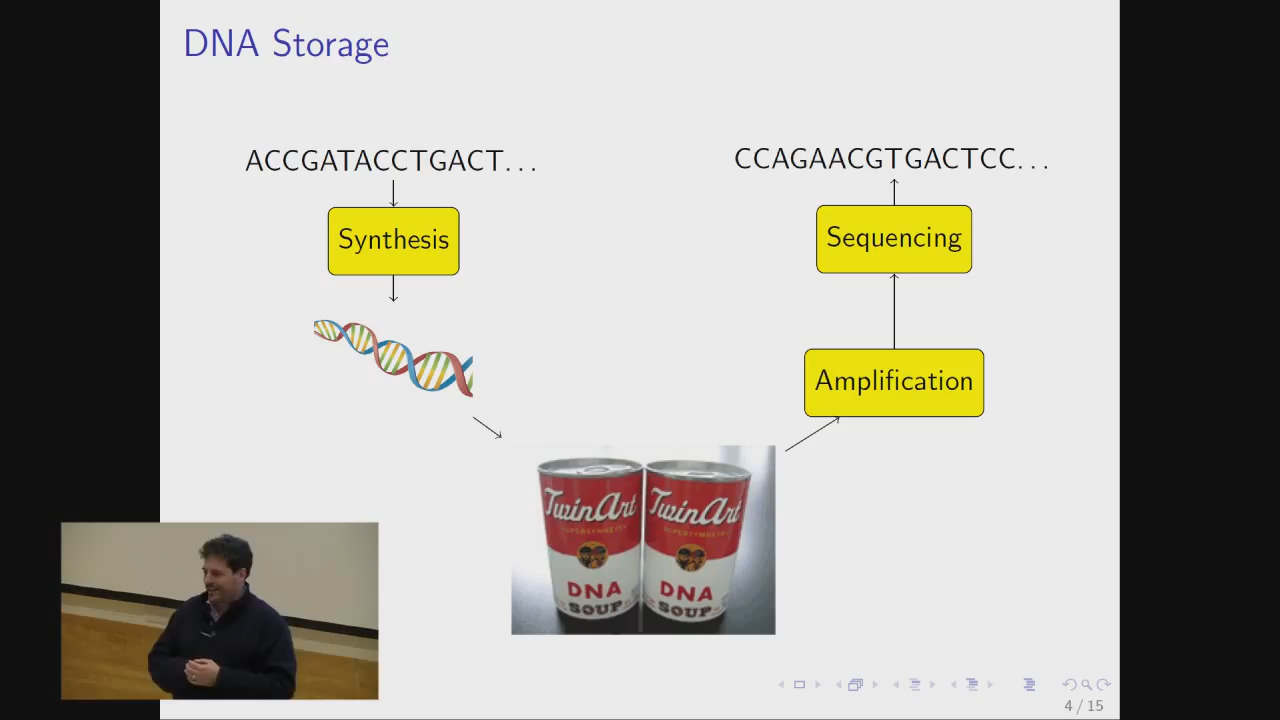 DNA Storage
ACCGATACCTGACT...
Synthesis
CCAGAACGTGACTCC...
Sequencing
Amplification
TwinArt
DNA
SOUP
TwinArt
DNA
SOUP
4 / 15